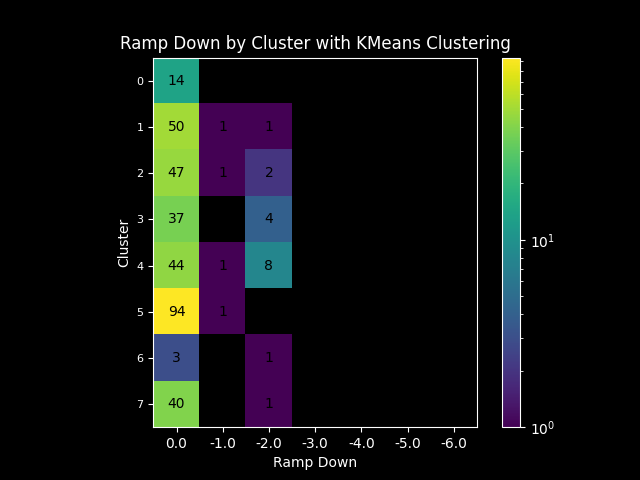 Ramp Down by Cluster with KMeans Clustering
0 14
1 50 1 1
2 47 1 2
3 37 4
4 44 1 8
5 94 1
6 3 1
7 40 1
0.0 -1.0 -2.0 -3.0 -4.0 -5.0 -6.0
Ramp Down
Cluster
10¹
10⁰